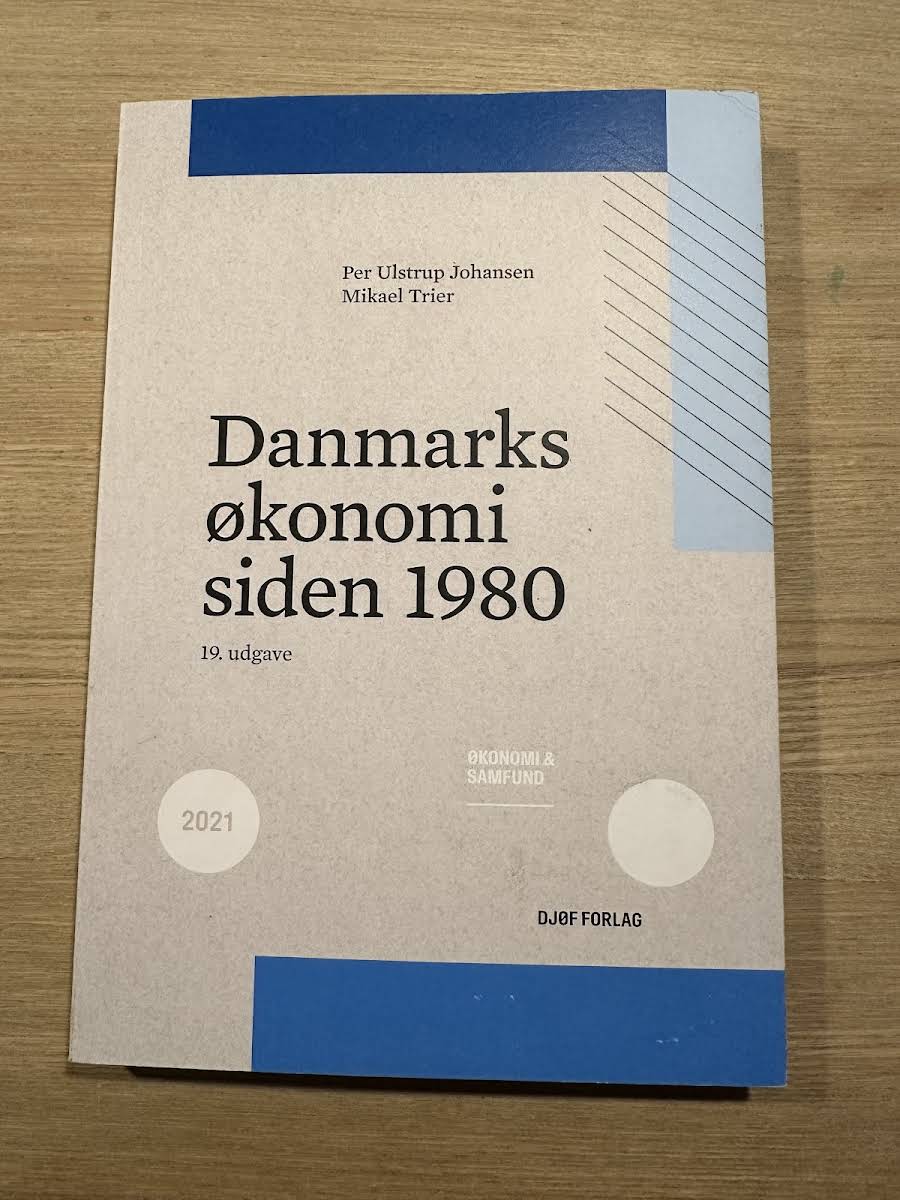 Per Ulstrup Johansen
Mikael Trier
Danmarks
økonomi
siden 1980
19. udgave
ØKONOMI &
SAMFUND
2021
DJØF FORLAG